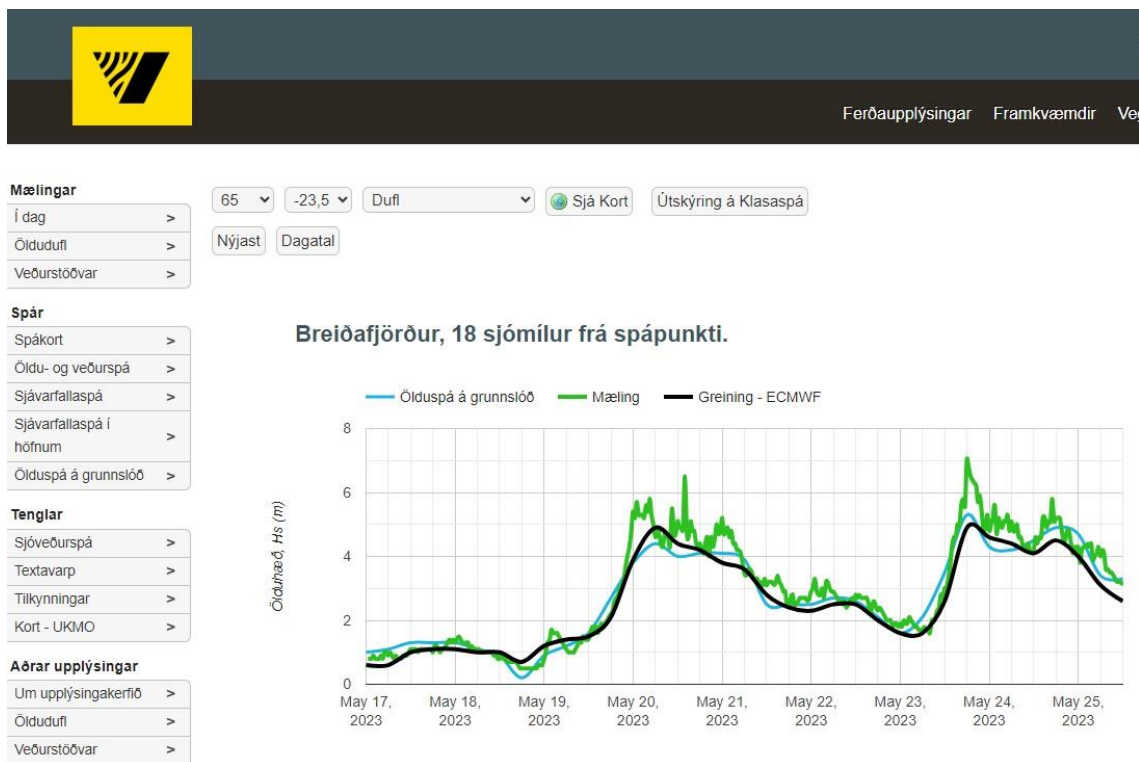 Ferðaupplýsingar Framkvæmdir
Mælingar
Í dag >
Öldudufl >
Veðurstöðvar >
Spár
Spákort >
Öldu- og veðurspá >
Sjávarfallaspá >
Sjávarfallaspá í
höfnum >
Ölduspá á grunnslóð >
Tenglar
Sjóveðurspá >
Textavarp >
Tilkynningar >
Kort - UKMO >
Aðrar upplýsingar
Um upplýsingakerfið >
Öldudufl >
Veðurstöðvar >
65 -23,5 Dufl Sjá Kort Útskýring á Klasaspá
Nýjast Dagatal
Breiðafjörður, 18 sjómílur frá spápunkti.
Ölduspá á grunnslóð Mæling Greining - ECMWF
Ölduhæð, Hs (m)
8
6
4
2
0
May 17, May 18, May 19, May 20, May 21, May 22, May 23, May 24, May 25,
2023 2023 2023 2023 2023 2023 2023 2023 2023